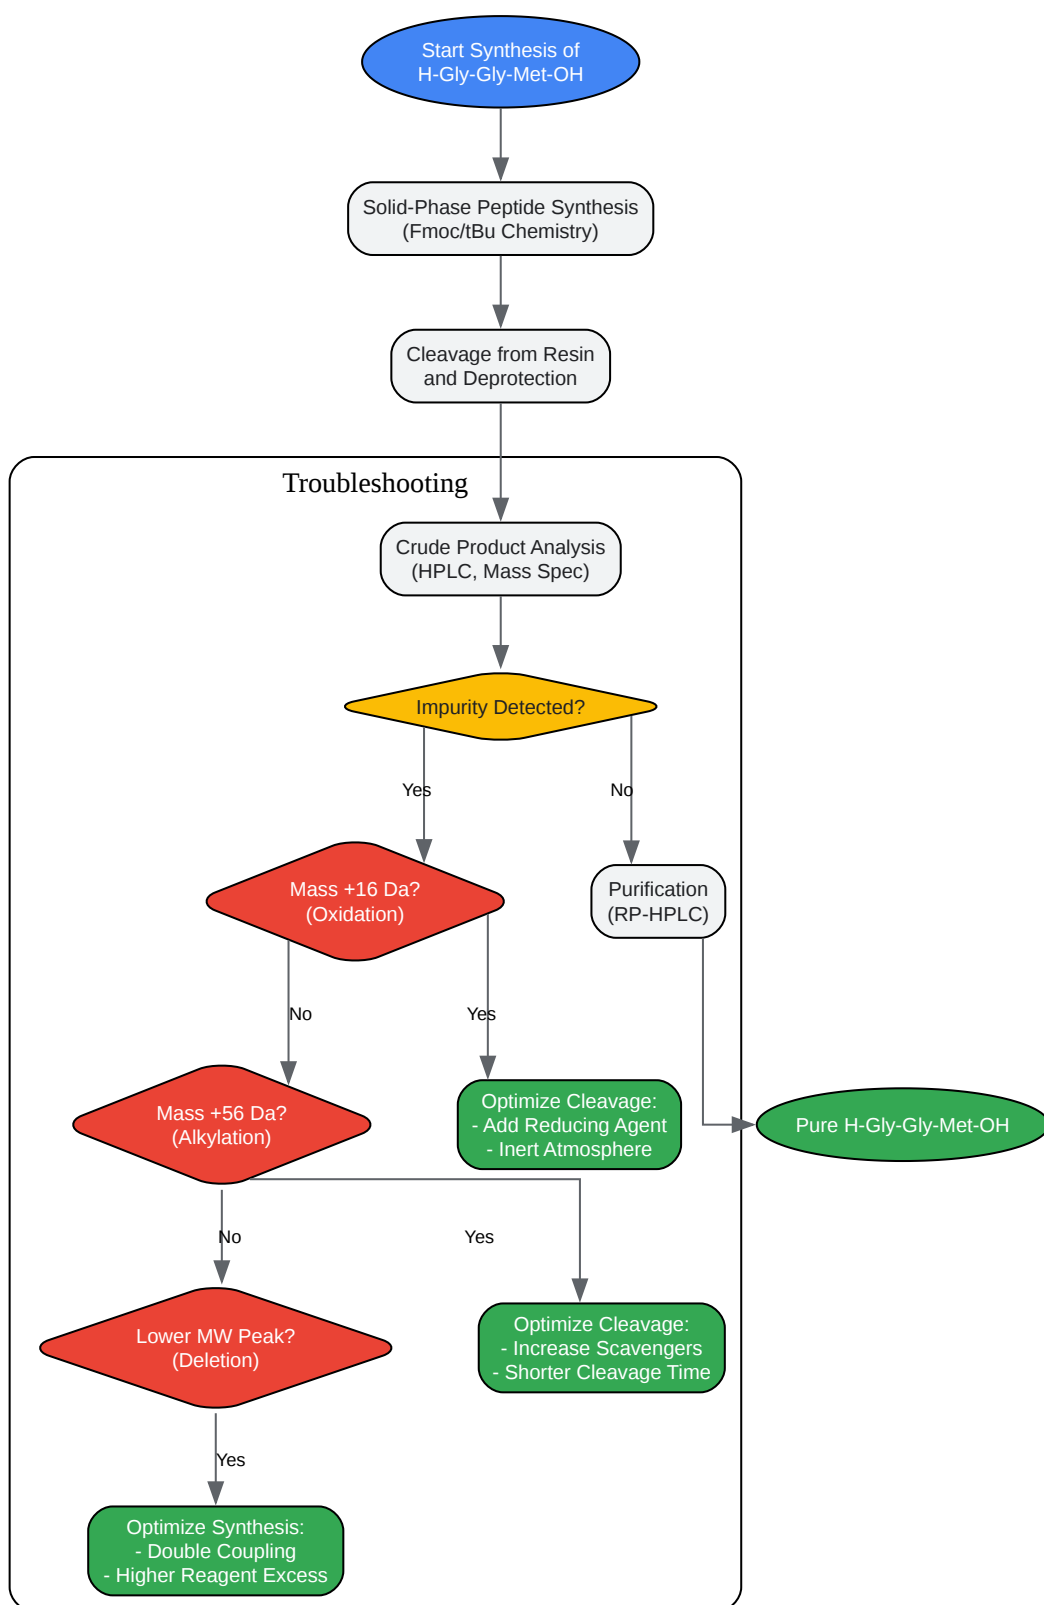 Start Synthesis of
H-Gly-Gly-Met-OH
Solid-Phase Peptide Synthesis
(Fmoc/tBu Chemistry)
Cleavage from Resin
and Deprotection
Troubleshooting
Crude Product Analysis
(HPLC, Mass Spec)
Impurity Detected?
Yes
No
Mass +16 Da?
(Oxidation)
Purification
(RP-HPLC)
No
Yes
Mass +56 Da?
(Alkylation)
Optimize Cleavage:
- Add Reducing Agent
- Inert Atmosphere
Pure H-Gly-Gly-Met-OH
No
Yes
Lower MW Peak?
(Deletion)
Optimize Cleavage:
- Increase Scavengers
- Shorter Cleavage Time
Yes
Optimize Synthesis:
- Double Coupling
- Higher Reagent Excess